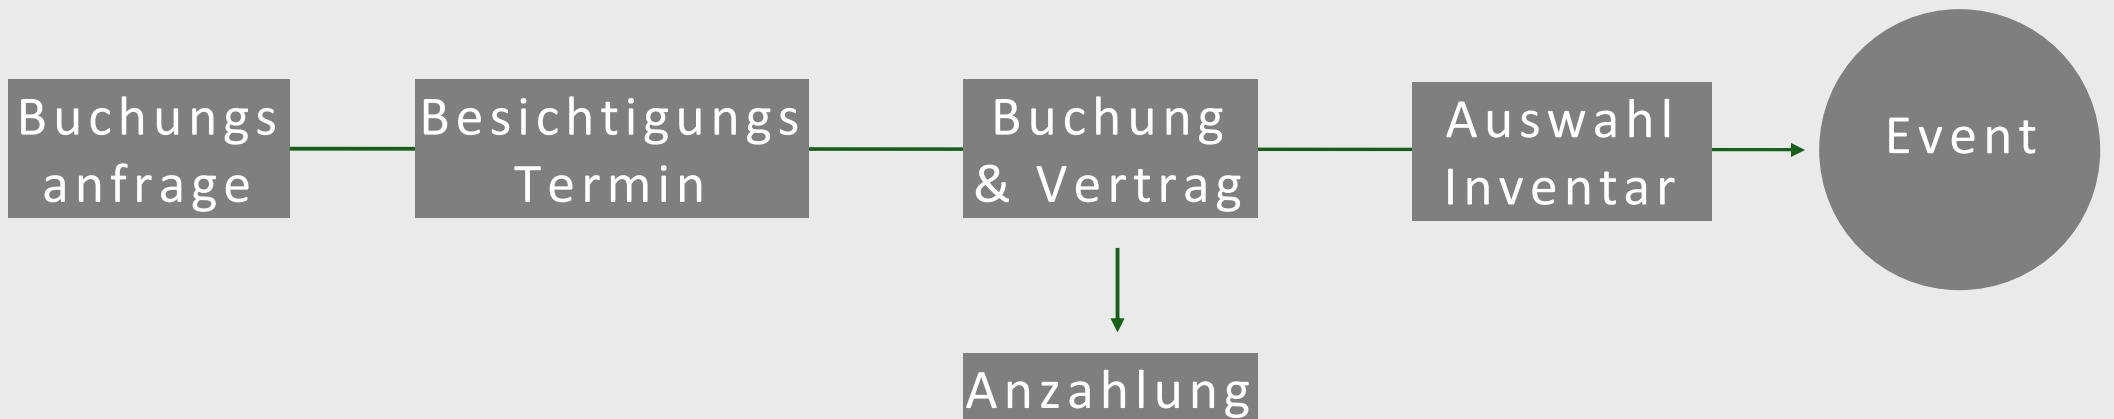 Buchungs
anfrage
Besichtigungs
Termin
Buchung
& Vertrag
Auswahl
Inventar
Event
Anzahlung